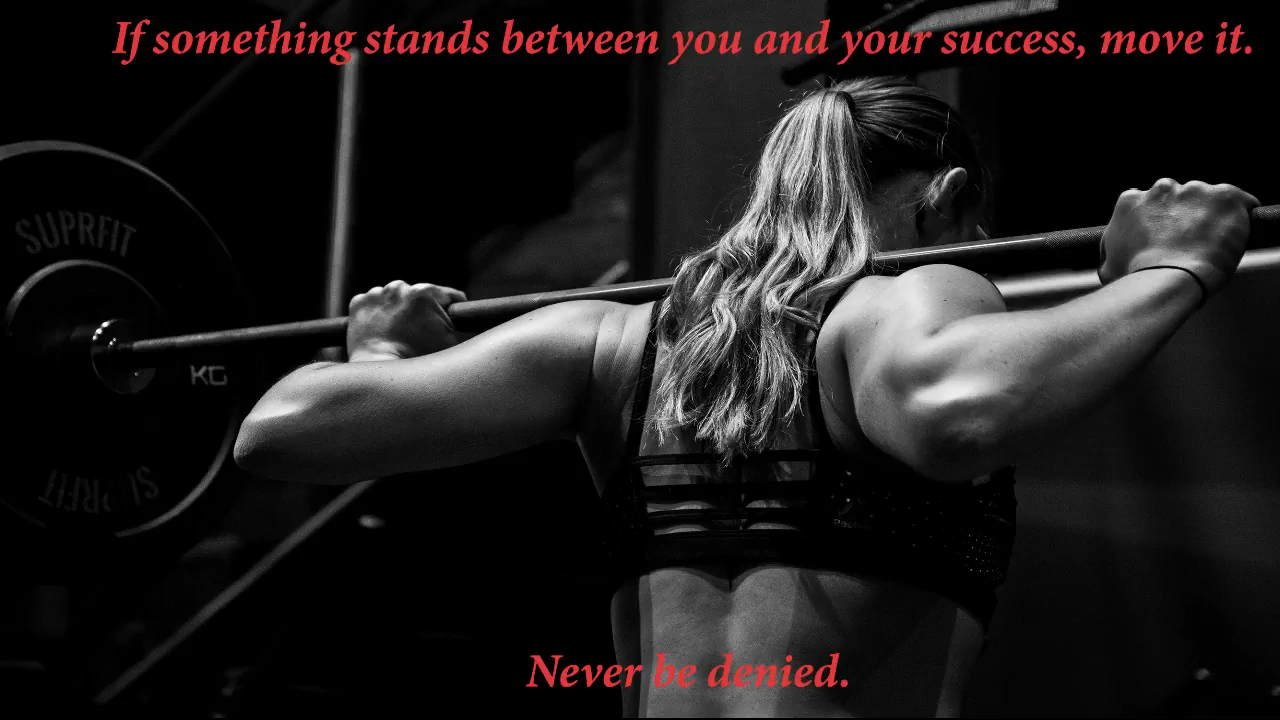 If something stands between you and your success, move it.
SUPRFIT
KG
SUPRFIT
Never be denied.